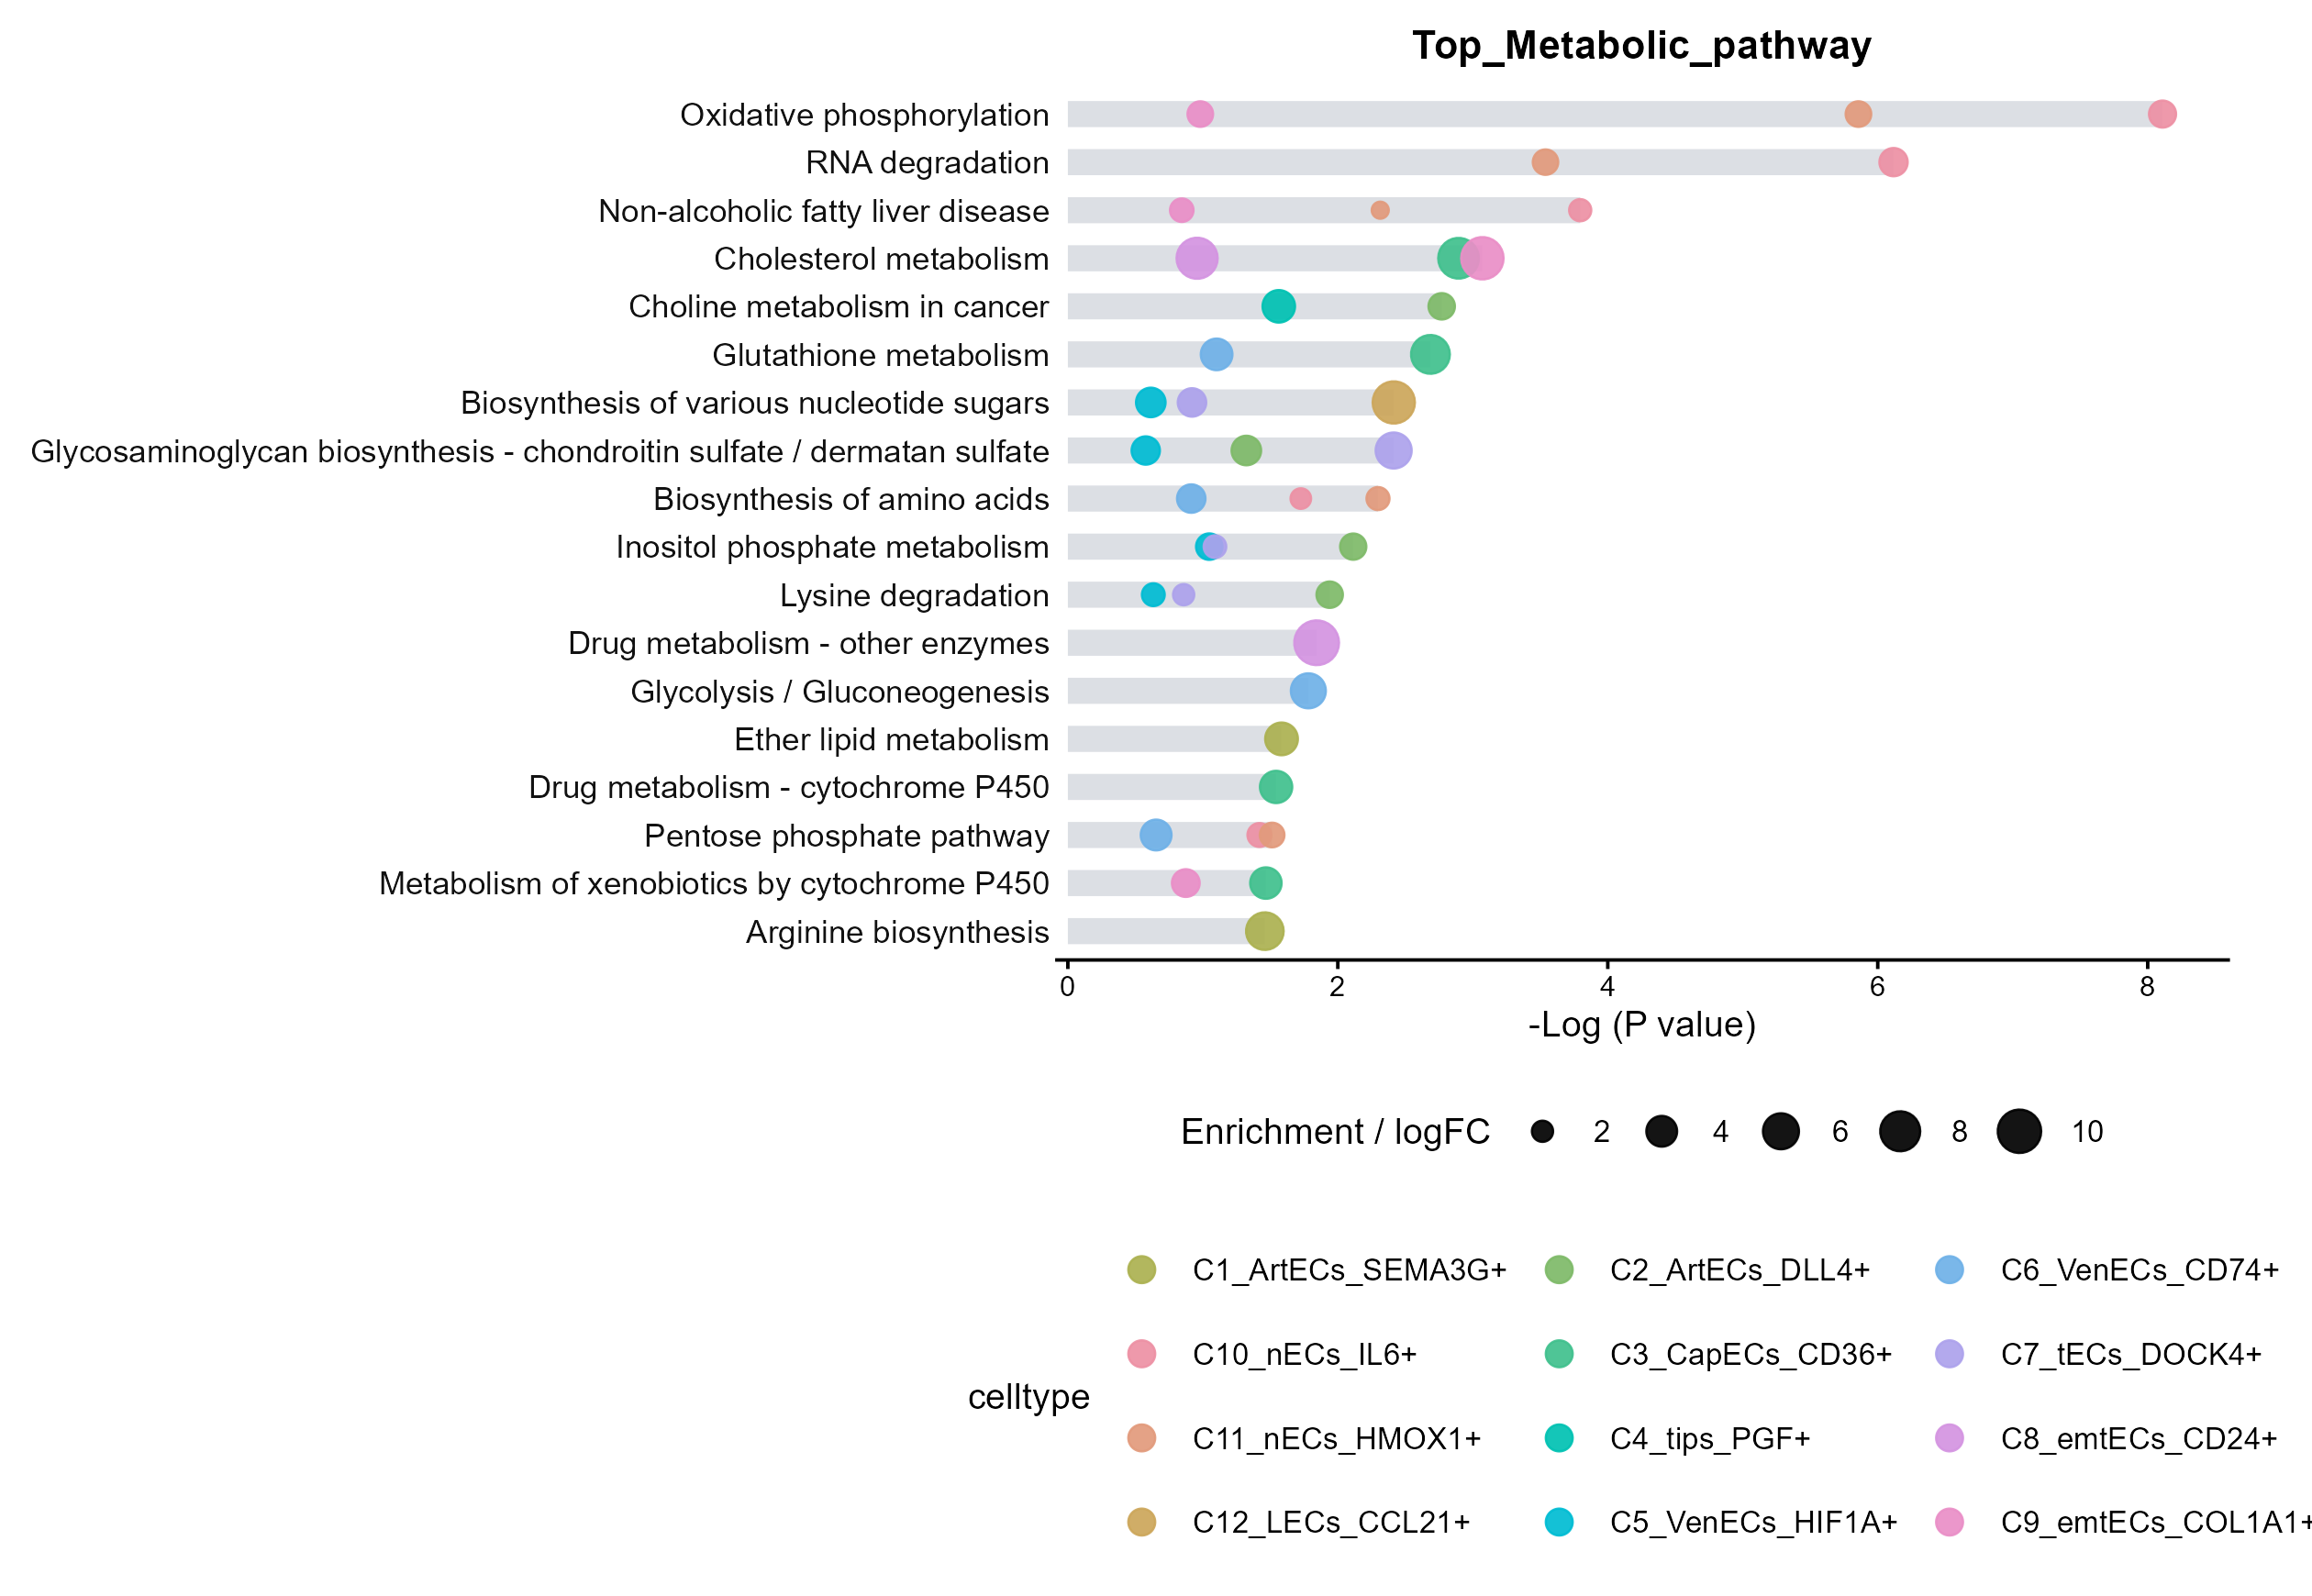 Top_Metabolic_pathway
Oxidative phosphorylation
RNA degradation
Non-alcoholic fatty liver disease
Cholesterol metabolism
Choline metabolism in cancer
Glutathione metabolism
Biosynthesis of various nucleotide sugars
Glycosaminoglycan biosynthesis - chondroitin sulfate / dermatan sulfate
Biosynthesis of amino acids
Inositol phosphate metabolism
Lysine degradation
Drug metabolism - other enzymes
Glycolysis / Gluconeogenesis
Ether lipid metabolism
Drug metabolism - cytochrome P450
Pentose phosphate pathway
Metabolism of xenobiotics by cytochrome P450
Arginine biosynthesis
0 2 4 6 8
-Log (P value)
Enrichment / logFC 2 4 6 8 10
C1_ArtECs_SEMA3G+ C2_ArtECs_DLL4+ C6_VenECs_CD74+
C10_nECs_IL6+ C3_CapECs_CD36+ C7_tECs_DOCK4+
celltype
C11_nECs_HMOX1+ C4_tips_PGF+ C8_emtECs_CD24+
C12_LECs_CCL21+ C5_VenECs_HIF1A+ C9_emtECs_COL1A1+